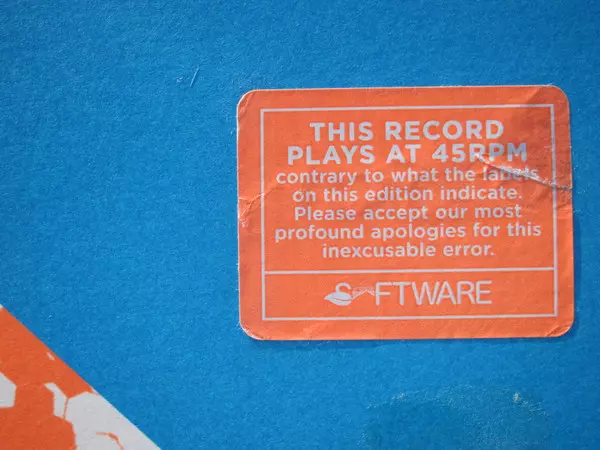 THIS RECORD
PLAYS AT 45RPM
contrary to what the labels
on this edition indicate.
Please accept our most
profound apologies for this
inexcusable error.
SOFTWARE